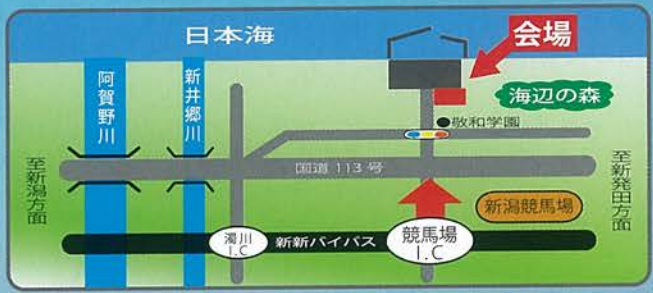 日本海
会場
阿賀野川
新井郷川
海辺の森
敬和学園
至新潟方面
国道113号
至新発田方面
新潟競馬場
濁川
I.C
新新バイパス
競馬場
I.C